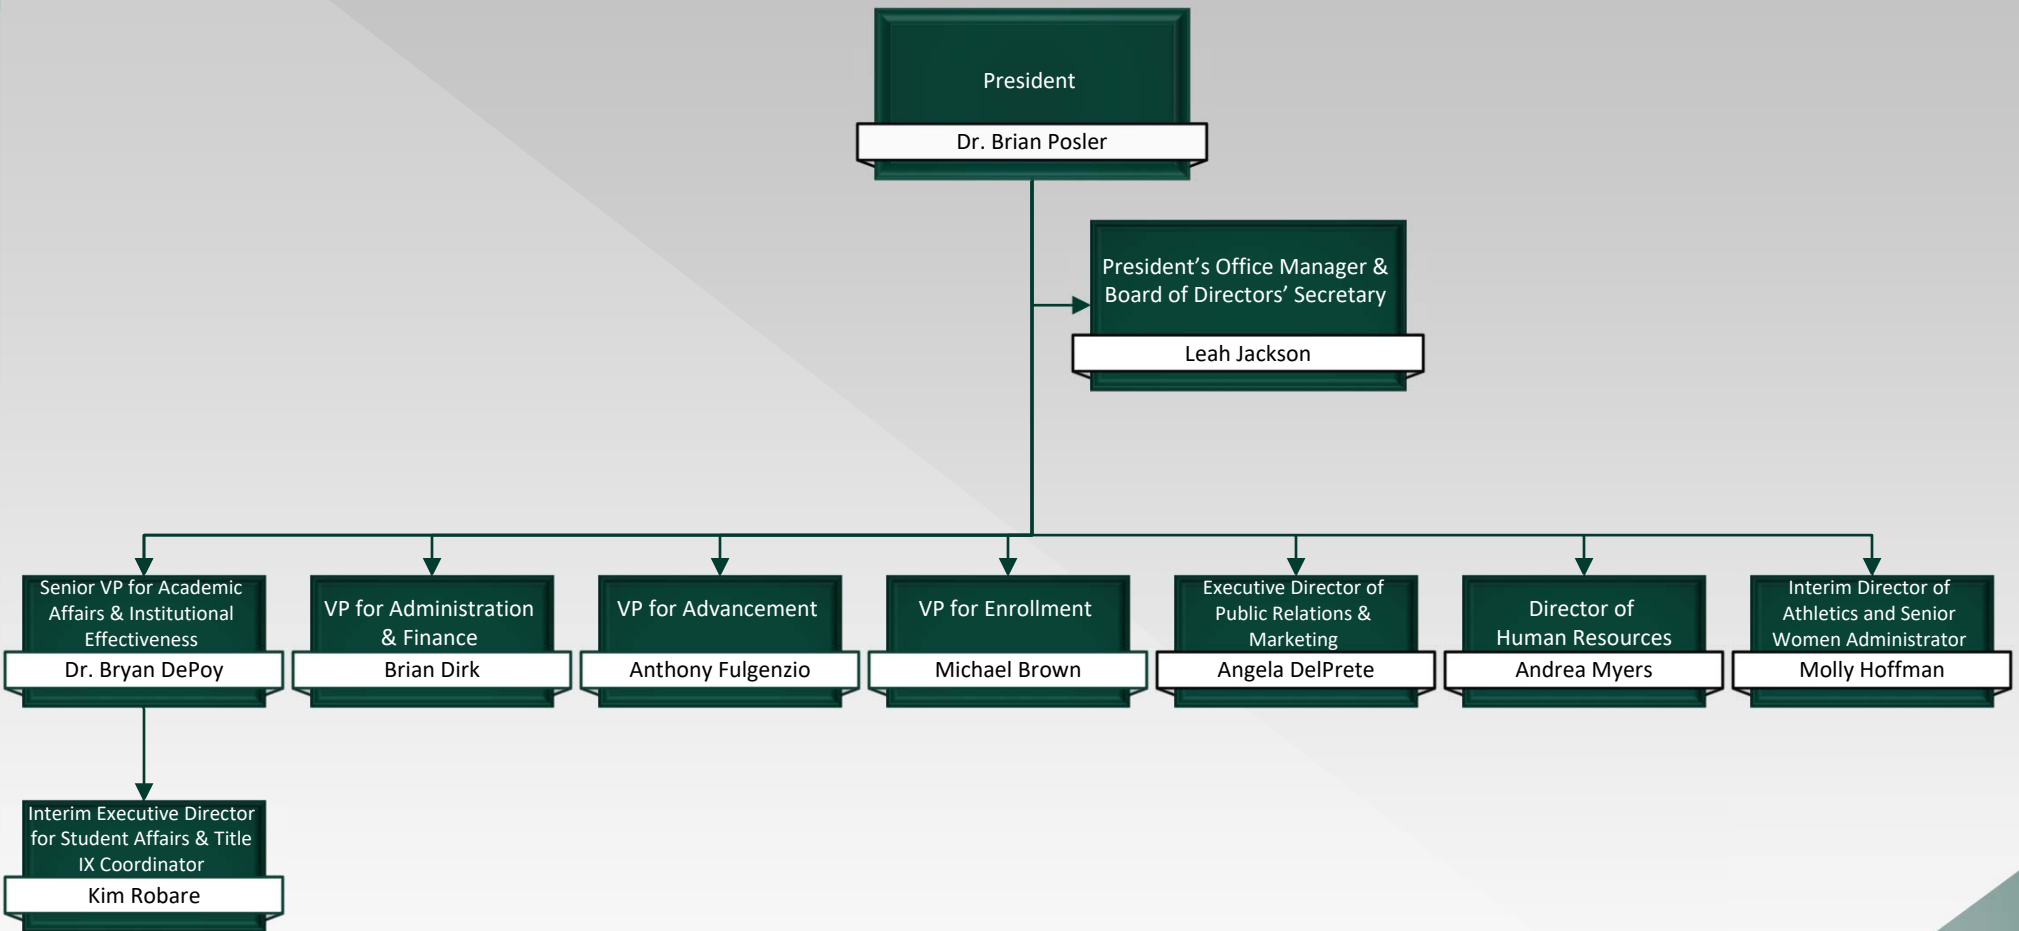 President
Dr. Brian Posler
President’s Office Manager &
Board of Directors’ Secretary
Leah Jackson
Senior VP for Academic
Affairs & Institutional
Effectiveness
Dr. Bryan DePoy
VP for Administration
& Finance
Brian Dirk
VP for Advancement
Anthony Fulgenzio
VP for Enrollment
Michael Brown
Executive Director of
Public Relations &
Marketing
Angela DelPrete
Director of
Human Resources
Andrea Myers
Interim Director of
Athletics and Senior
Women Administrator
Molly Hoffman
Interim Executive Director
for Student Affairs & Title
IX Coordinator
Kim Robare